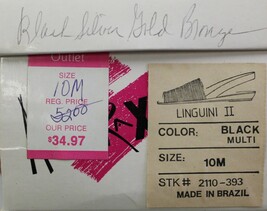 Black Silver Gold Bronze
Outlet
SIZE
10M
REG. PRICE
5200
OUR PRICE
$34.97
LINGUINI II
COLOR: BLACK
MULTI
SIZE: 10M
STK# 2110-393
MADE IN BRAZIL